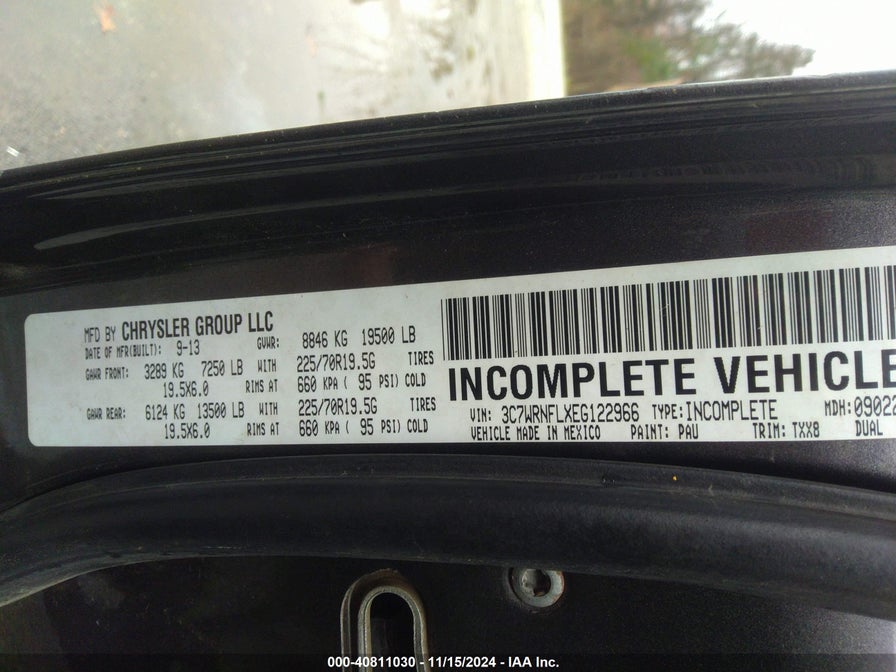 MFD BY CHRYSLER GROUP LLC
DATE OF MFR(BUILT): 9-13 GVWR: 8846 KG 19500 LB
GAWR FRONT: 3289 KG 7250 LB WITH 225/70R19.5G TIRES
19.5X6.0 RIMS AT 660 KPA ( 95 PSI) COLD
GAWR REAR: 6124 KG 13500 LB WITH 225/70R19.5G TIRES
19.5X6.0 RIMS AT 660 KPA ( 95 PSI) COLD
INCOMPLETE VEHICLE
VIN: 3C7WRNFLXEG122966 TYPE:INCOMPLETE MDH:09022
VEHICLE MADE IN MEXICO PAINT: PAU TRIM: TXX8 DUAL
000-40811030 - 11/15/2024 - IAA Inc.